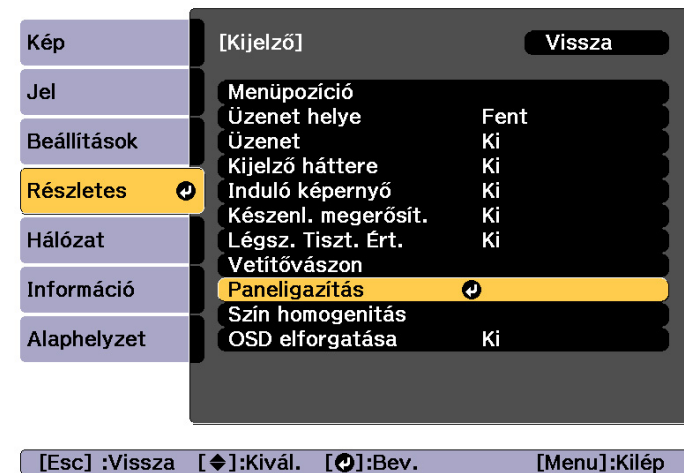 Kép
Jel
Beállítások
Részletes
Hálózat
Információ
Alaphelyzet
[Kijelző] Vissza
Menüpozíció
Üzenet helye Fent
Üzenet Ki
Kijelző háttere Ki
Induló képernyő Ki
Készenl. megerősít. Ki
Légsz. Tiszt. Ért. Ki
Vetítővászon
Paneligazítás
Szín homogenitás
OSD elforgatása Ki
[Esc] :Vissza [◆]:Kivál. [↵]:Bev. [Menu]:Kilép